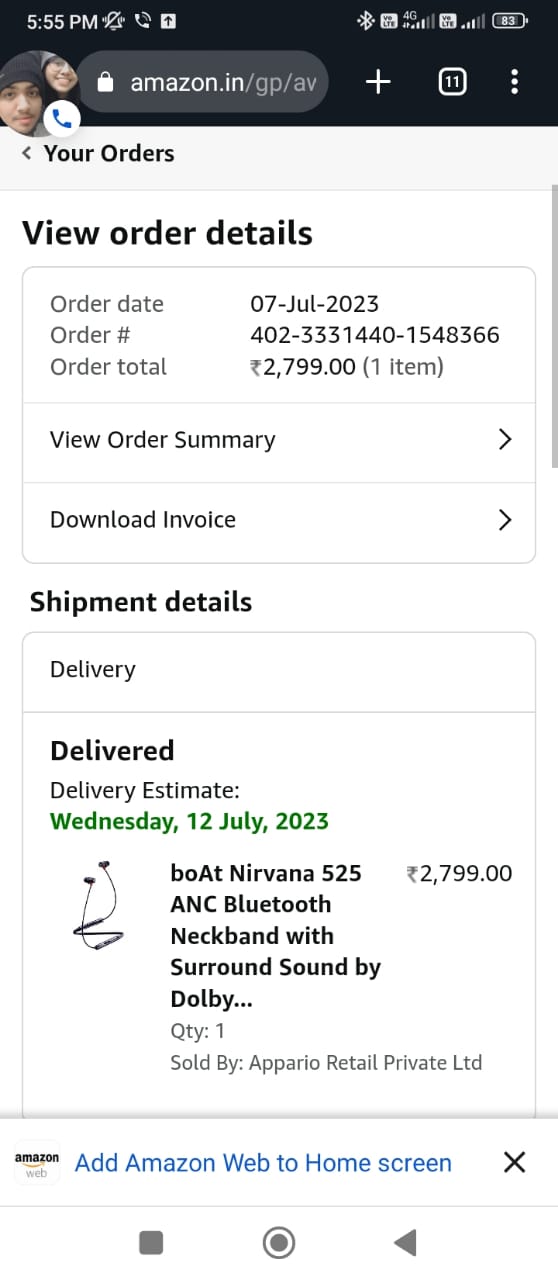 5:55 PM
4G
83
amazon.in/gp/aw
11
Your Orders
View order details
Order date 07-Jul-2023
Order # 402-3331440-1548366
Order total ₹2,799.00 (1 item)
View Order Summary
Download Invoice
Shipment details
Delivery
Delivered
Delivery Estimate:
Wednesday, 12 July, 2023
boAt Nirvana 525 ₹2,799.00
ANC Bluetooth
Neckband with
Surround Sound by
Dolby...
Qty: 1
Sold By: Appario Retail Private Ltd
amazon
web
Add Amazon Web to Home screen